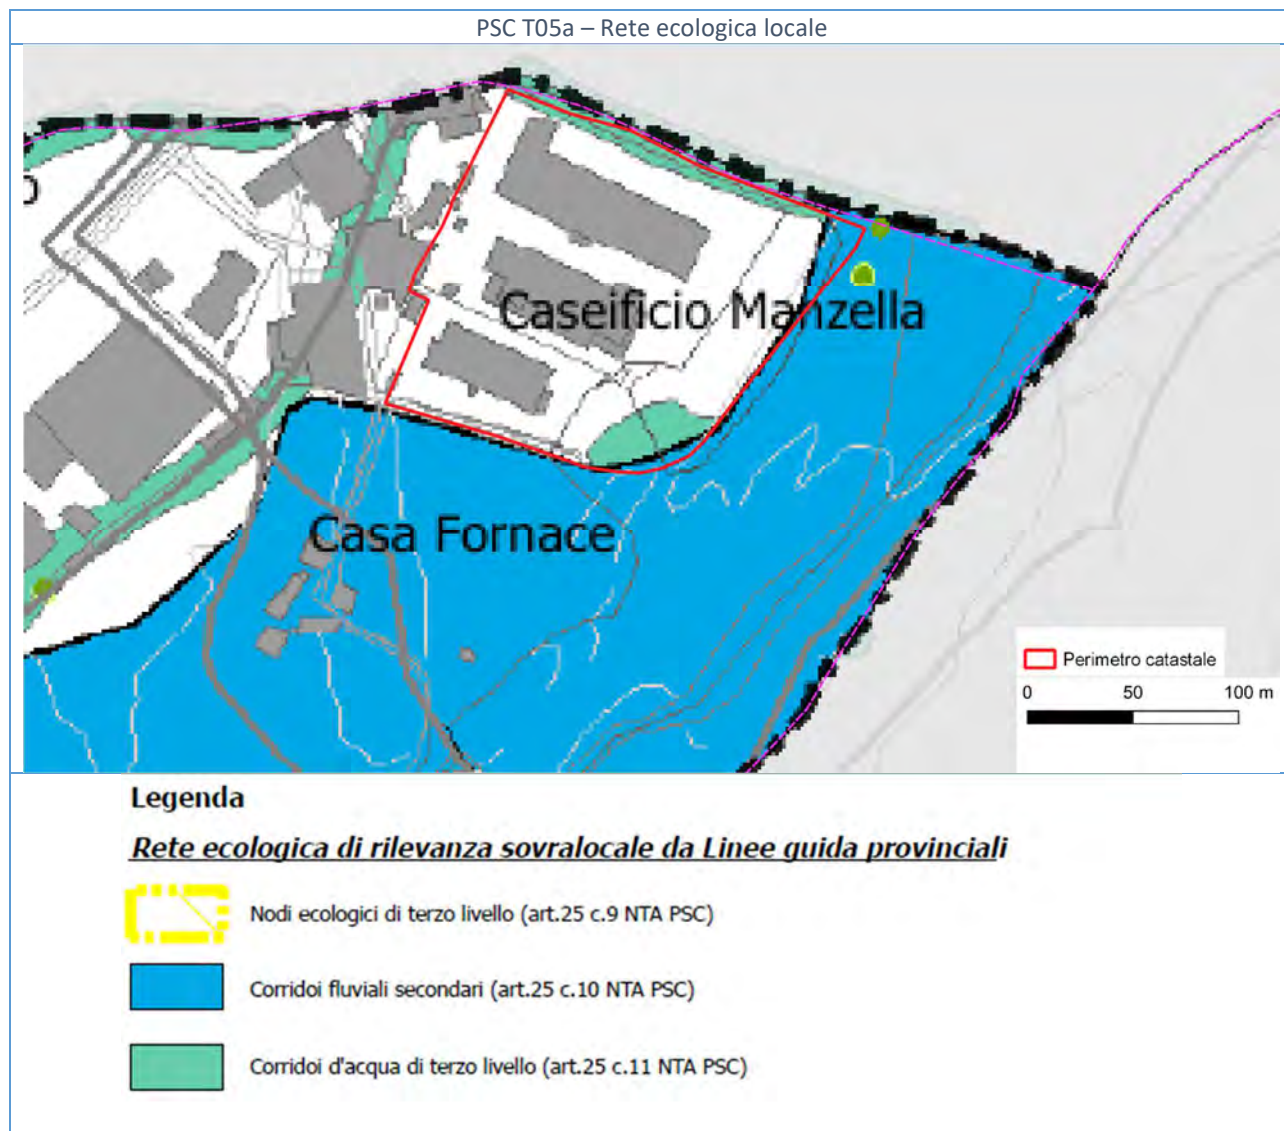 PSC T05a – Rete ecologica locale
Caseificio Manzella
Casa Fornace
Perimetro catastale
0 50 100 m
Legenda
Rete ecologica di rilevanza sovralocale da Linee guida provinciali
Nodi ecologici di terzo livello (art.25 c.9 NTA PSC)
Corridoi fluviali secondari (art.25 c.10 NTA PSC)
Corridoi d'acqua di terzo livello (art.25 c.11 NTA PSC)